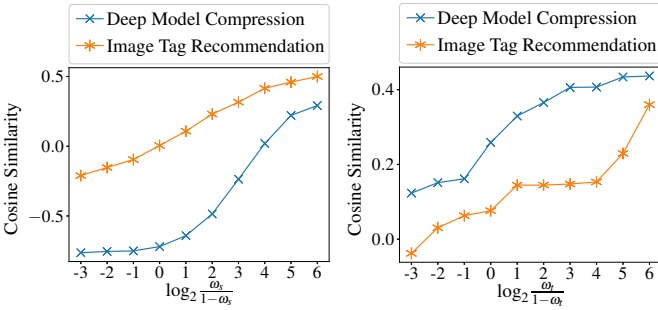 Deep Model Compression
Image Tag Recommendation
Cosine Similarity
0.5
0.0
−0.5
-3 -2 -1 0 1 2 3 4 5 6
log₂ ωₛ/(1−ωₛ)
Deep Model Compression
Image Tag Recommendation
Cosine Similarity
0.4
0.2
0.0
-3 -2 -1 0 1 2 3 4 5 6
log₂ ωₜ/(1−ωₜ)